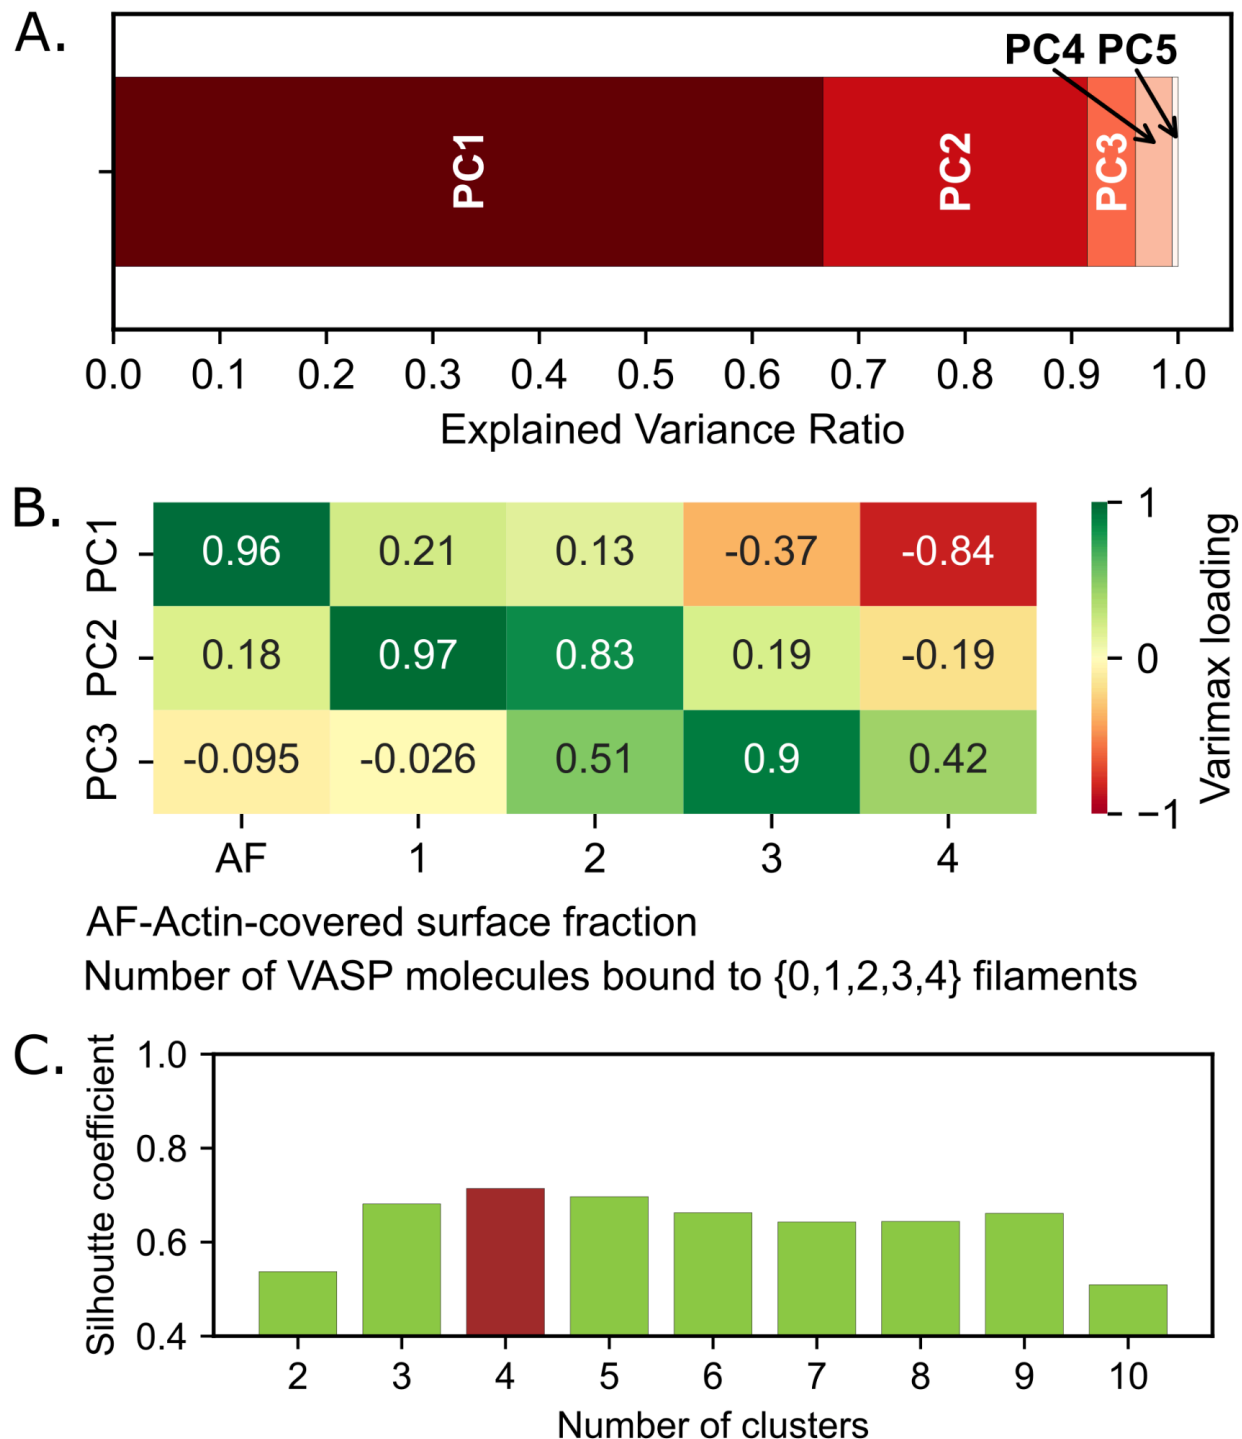 A.
PC4 PC5
PC1
PC2
PC3
0.0 0.1 0.2 0.3 0.4 0.5 0.6 0.7 0.8 0.9 1.0
Explained Variance Ratio
B.
PC1 0.96 0.21 0.13 -0.37 -0.84
PC2 0.18 0.97 0.83 0.19 -0.19
PC3 -0.095 -0.026 0.51 0.9 0.42
AF 1 2 3 4
1
0
−1
Varimax loading
AF-Actin-covered surface fraction
Number of VASP molecules bound to {0,1,2,3,4} filaments
C.
Silhoutte coefficient
1.0
0.8
0.6
0.4
2 3 4 5 6 7 8 9 10
Number of clusters